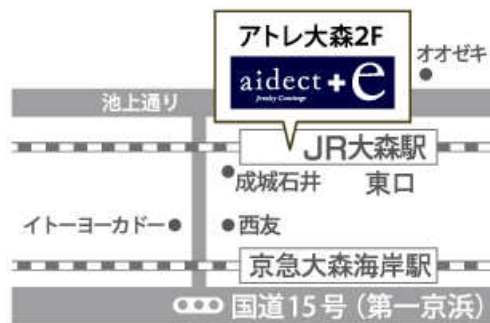 アトレ大森2F
aidect+e
Jewelry Concierge
オオゼキ
池上通り
JR大森駅
成城石井
東口
イトーヨーカドー
西友
京急大森海岸駅
国道15号（第一京浜）